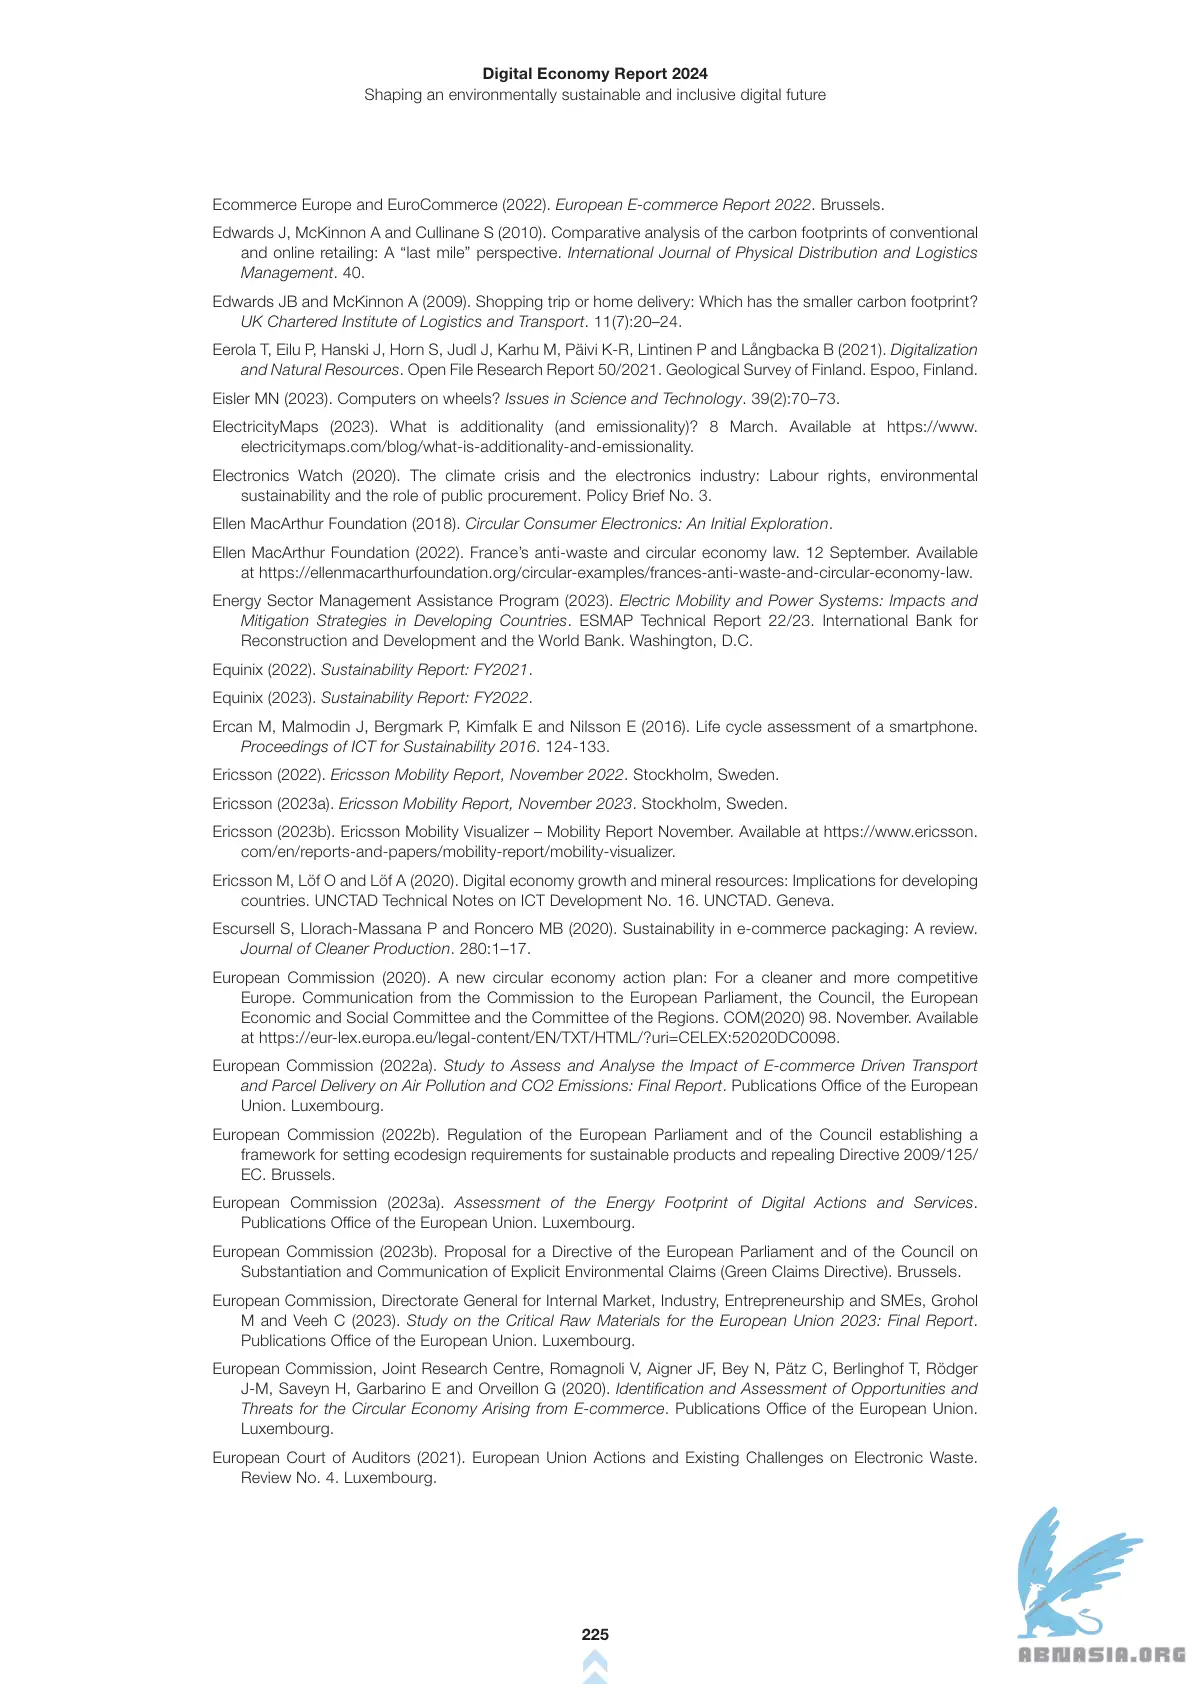 Digital Economy Report 2024
Shaping an environmentally sustainable and inclusive digital future
Ecommerce Europe and EuroCommerce (2022). European E-commerce Report 2022. Brussels.
Edwards J, McKinnon A and Cullinane S (2010). Comparative analysis of the carbon footprints of conventional
and online retailing: A “last mile” perspective. International Journal of Physical Distribution and Logistics
Management. 40.
Edwards JB and McKinnon A (2009). Shopping trip or home delivery: Which has the smaller carbon footprint?
UK Chartered Institute of Logistics and Transport. 11(7):20–24.
Eerola T, Eilu P, Hanski J, Horn S, Judl J, Karhu M, Päivi K-R, Lintinen P and Långbacka B (2021). Digitalization
and Natural Resources. Open File Research Report 50/2021. Geological Survey of Finland. Espoo, Finland.
Eisler MN (2023). Computers on wheels? Issues in Science and Technology. 39(2):70–73.
ElectricityMaps (2023). What is additionality (and emissionality)? 8 March. Available at https://www.
electricitymaps.com/blog/what-is-additionality-and-emissionality.
Electronics Watch (2020). The climate crisis and the electronics industry: Labour rights, environmental
sustainability and the role of public procurement. Policy Brief No. 3.
Ellen MacArthur Foundation (2018). Circular Consumer Electronics: An Initial Exploration.
Ellen MacArthur Foundation (2022). France’s anti-waste and circular economy law. 12 September. Available
at https://ellenmacarthurfoundation.org/circular-examples/frances-anti-waste-and-circular-economy-law.
Energy Sector Management Assistance Program (2023). Electric Mobility and Power Systems: Impacts and
Mitigation Strategies in Developing Countries. ESMAP Technical Report 22/23. International Bank for
Reconstruction and Development and the World Bank. Washington, D.C.
Equinix (2022). Sustainability Report: FY2021.
Equinix (2023). Sustainability Report: FY2022.
Ercan M, Malmodin J, Bergmark P, Kimfalk E and Nilsson E (2016). Life cycle assessment of a smartphone.
Proceedings of ICT for Sustainability 2016. 124-133.
Ericsson (2022). Ericsson Mobility Report, November 2022. Stockholm, Sweden.
Ericsson (2023a). Ericsson Mobility Report, November 2023. Stockholm, Sweden.
Ericsson (2023b). Ericsson Mobility Visualizer – Mobility Report November. Available at https://www.ericsson.
com/en/reports-and-papers/mobility-report/mobility-visualizer.
Ericsson M, Löf O and Löf A (2020). Digital economy growth and mineral resources: Implications for developing
countries. UNCTAD Technical Notes on ICT Development No. 16. UNCTAD. Geneva.
Escursell S, Llorach-Massana P and Roncero MB (2020). Sustainability in e-commerce packaging: A review.
Journal of Cleaner Production. 280:1–17.
European Commission (2020). A new circular economy action plan: For a cleaner and more competitive
Europe. Communication from the Commission to the European Parliament, the Council, the European
Economic and Social Committee and the Committee of the Regions. COM(2020) 98. November. Available
at https://eur-lex.europa.eu/legal-content/EN/TXT/HTML/?uri=CELEX:52020DC0098.
European Commission (2022a). Study to Assess and Analyse the Impact of E-commerce Driven Transport
and Parcel Delivery on Air Pollution and CO2 Emissions: Final Report. Publications Office of the European
Union. Luxembourg.
European Commission (2022b). Regulation of the European Parliament and of the Council establishing a
framework for setting ecodesign requirements for sustainable products and repealing Directive 2009/125/
EC. Brussels.
European Commission (2023a). Assessment of the Energy Footprint of Digital Actions and Services.
Publications Office of the European Union. Luxembourg.
European Commission (2023b). Proposal for a Directive of the European Parliament and of the Council on
Substantiation and Communication of Explicit Environmental Claims (Green Claims Directive). Brussels.
European Commission, Directorate General for Internal Market, Industry, Entrepreneurship and SMEs, Grohol
M and Veeh C (2023). Study on the Critical Raw Materials for the European Union 2023: Final Report.
Publications Office of the European Union. Luxembourg.
European Commission, Joint Research Centre, Romagnoli V, Aigner JF, Bey N, Pätz C, Berlinghof T, Rödger
J-M, Saveyn H, Garbarino E and Orveillon G (2020). Identification and Assessment of Opportunities and
Threats for the Circular Economy Arising from E-commerce. Publications Office of the European Union.
Luxembourg.
European Court of Auditors (2021). European Union Actions and Existing Challenges on Electronic Waste.
Review No. 4. Luxembourg.
225
ABNASIA.ORG